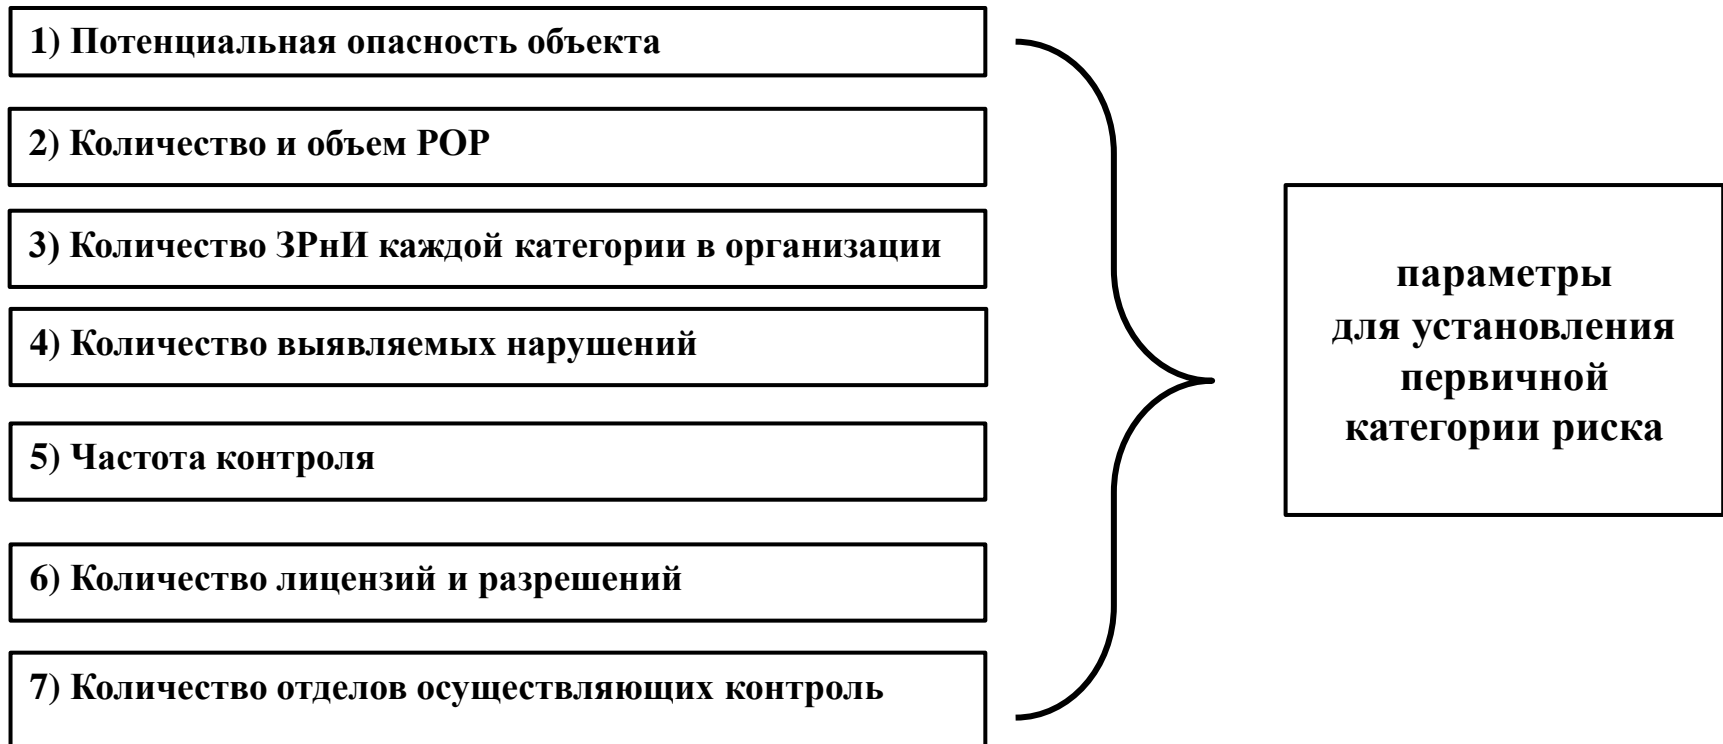 1) Потенциальная опасность объекта
2) Количество и объем РОР
3) Количество ЗРнИ каждой категории в организации
4) Количество выявляемых нарушений
5) Частота контроля
6) Количество лицензий и разрешений
7) Количество отделов осуществляющих контроль
параметры
для установления
первичной
категории риска